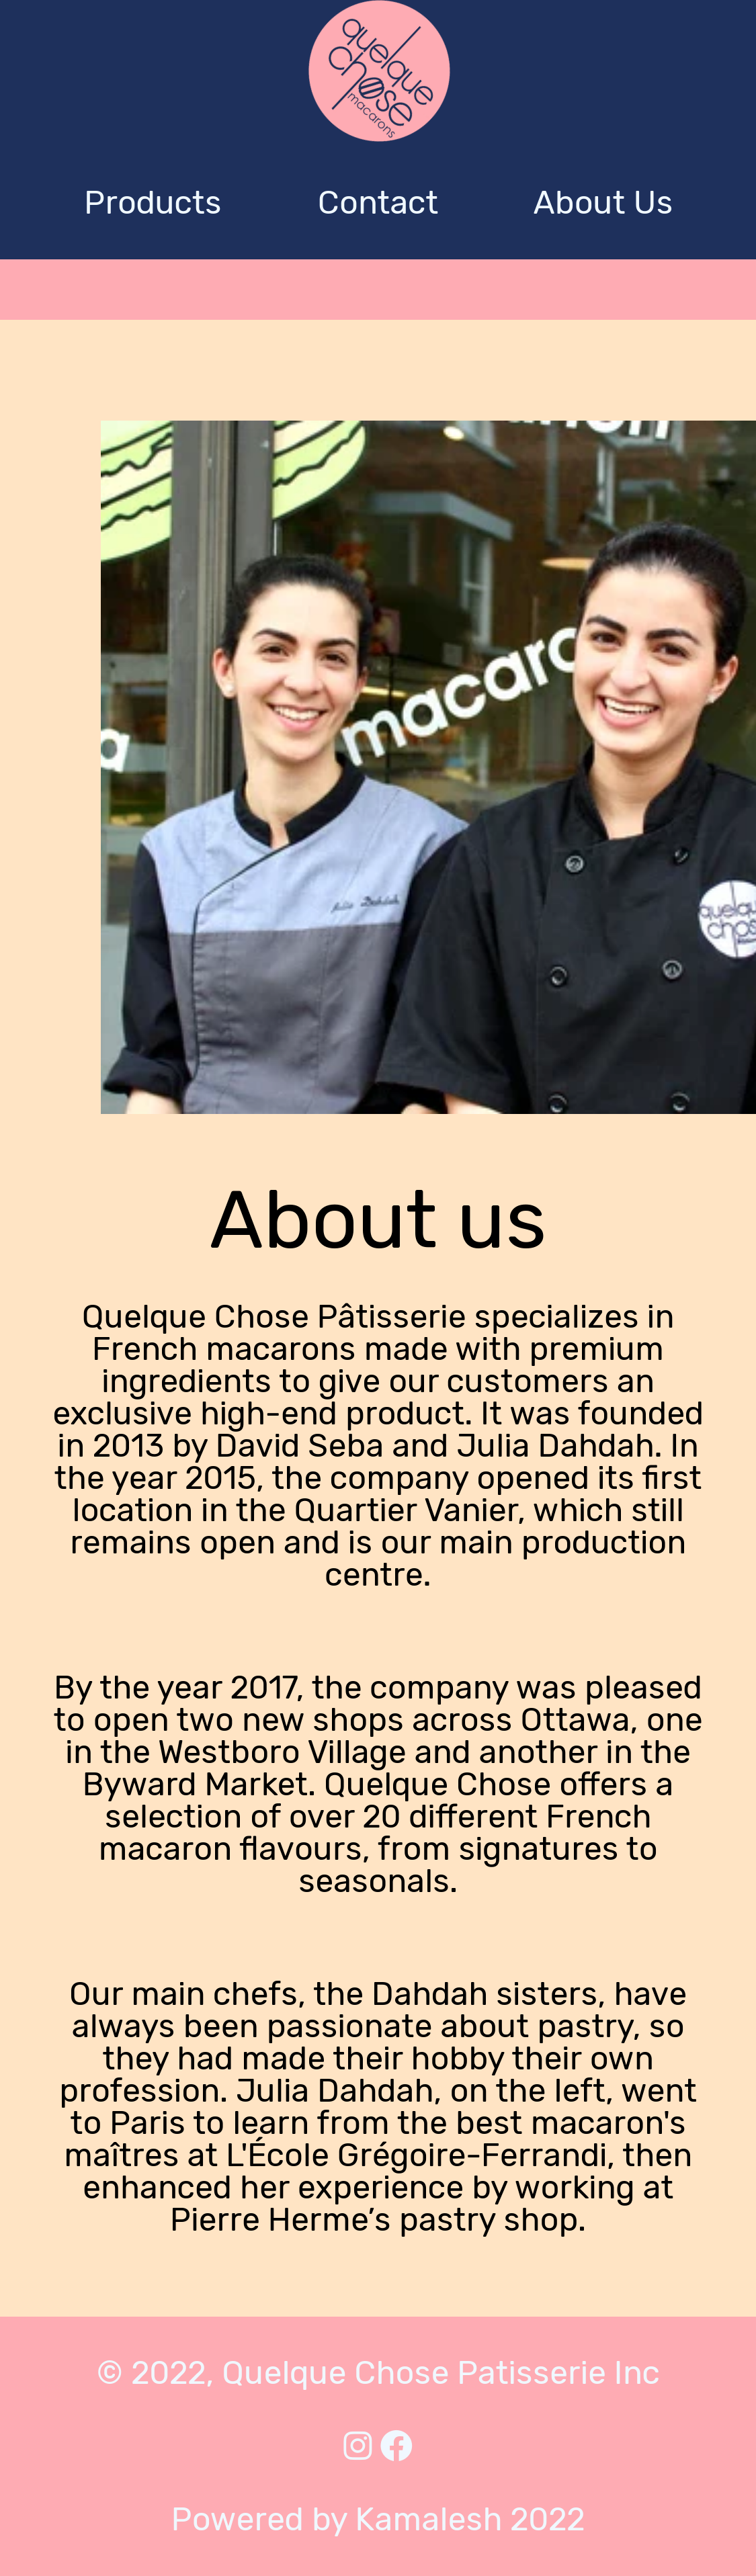 quelque
chose
macarons
Products Contact About Us
macaro
Julia Dahdah
quelqu
chos
About us
Quelque Chose Pâtisserie specializes in
French macarons made with premium
ingredients to give our customers an
exclusive high-end product. It was founded
in 2013 by David Seba and Julia Dahdah. In
the year 2015, the company opened its first
location in the Quartier Vanier, which still
remains open and is our main production
centre.
By the year 2017, the company was pleased
to open two new shops across Ottawa, one
in the Westboro Village and another in the
Byward Market. Quelque Chose offers a
selection of over 20 different French
macaron flavours, from signatures to
seasonals.
Our main chefs, the Dahdah sisters, have
always been passionate about pastry, so
they had made their hobby their own
profession. Julia Dahdah, on the left, went
to Paris to learn from the best macaron's
maîtres at L'École Grégoire-Ferrandi, then
enhanced her experience by working at
Pierre Herme’s pastry shop.
© 2022, Quelque Chose Patisserie Inc
Powered by Kamalesh 2022